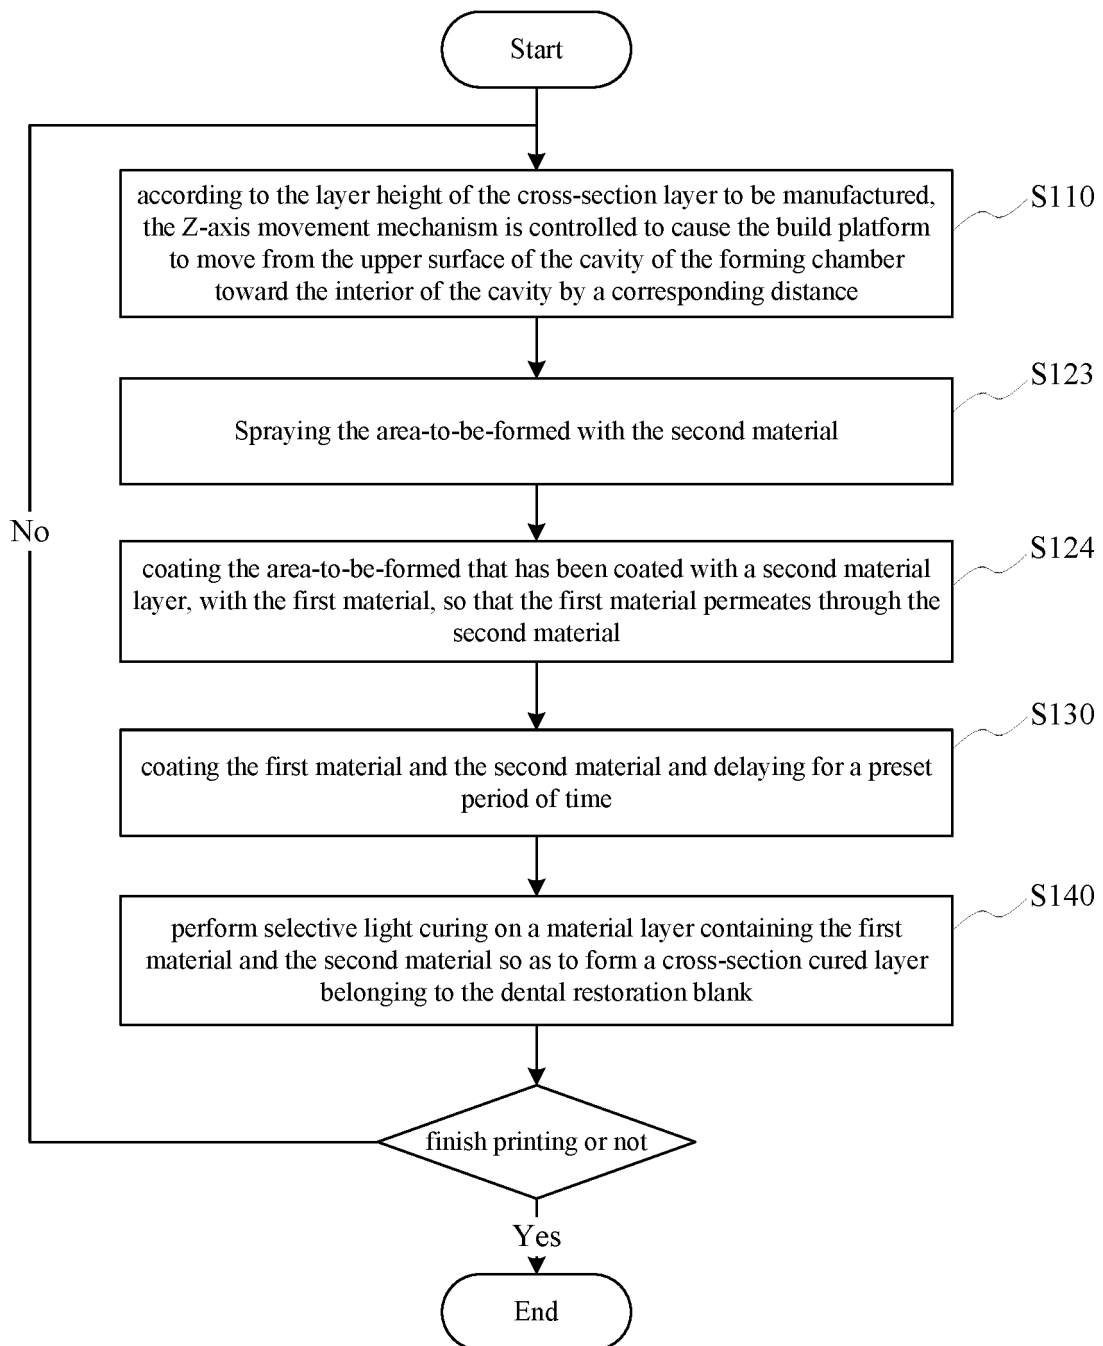 Start
according to the layer height of the cross-section layer to be manufactured,
the Z-axis movement mechanism is controlled to cause the build platform
to move from the upper surface of the cavity of the forming chamber
toward the interior of the cavity by a corresponding distance
S110
Spraying the area-to-be-formed with the second material
S123
coating the area-to-be-formed that has been coated with a second material
layer, with the first material, so that the first material permeates through the
second material
S124
No
coating the first material and the second material and delaying for a preset
period of time
S130
perform selective light curing on a material layer containing the first
material and the second material so as to form a cross-section cured layer
belonging to the dental restoration blank
S140
finish printing or not
Yes
End